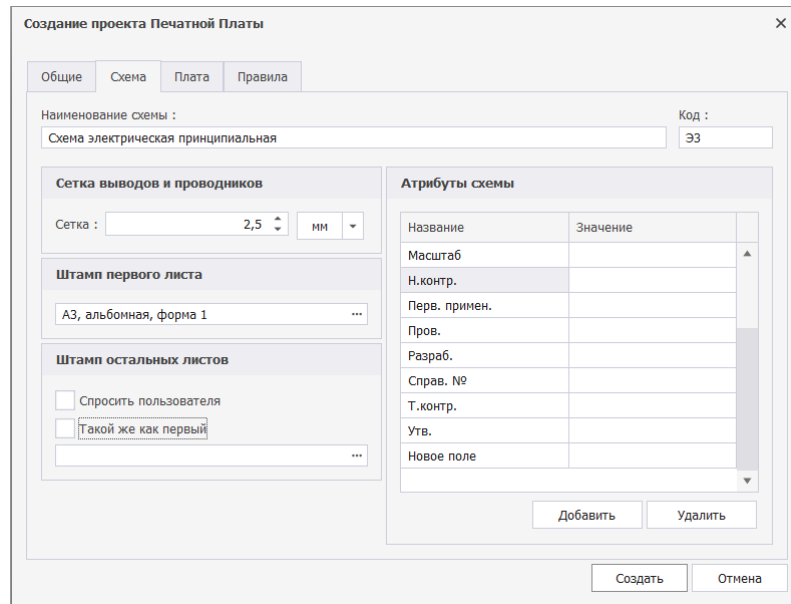 Создание проекта Печатной Платы
Общие Схема Плата Правила
Наименование схемы : Код :
Схема электрическая принципиальная Э3
Сетка выводов и проводников
Сетка : 2,5 мм
Штамп первого листа
А3, альбомная, форма 1 ...
Штамп остальных листов
Спросить пользователя
Такой же как первый
...
Атрибуты схемы
Название Значение
Масштаб
Н.контр.
Перв. примен.
Пров.
Разраб.
Справ. №
Т.контр.
Утв.
Новое поле
Добавить Удалить
Создать Отмена